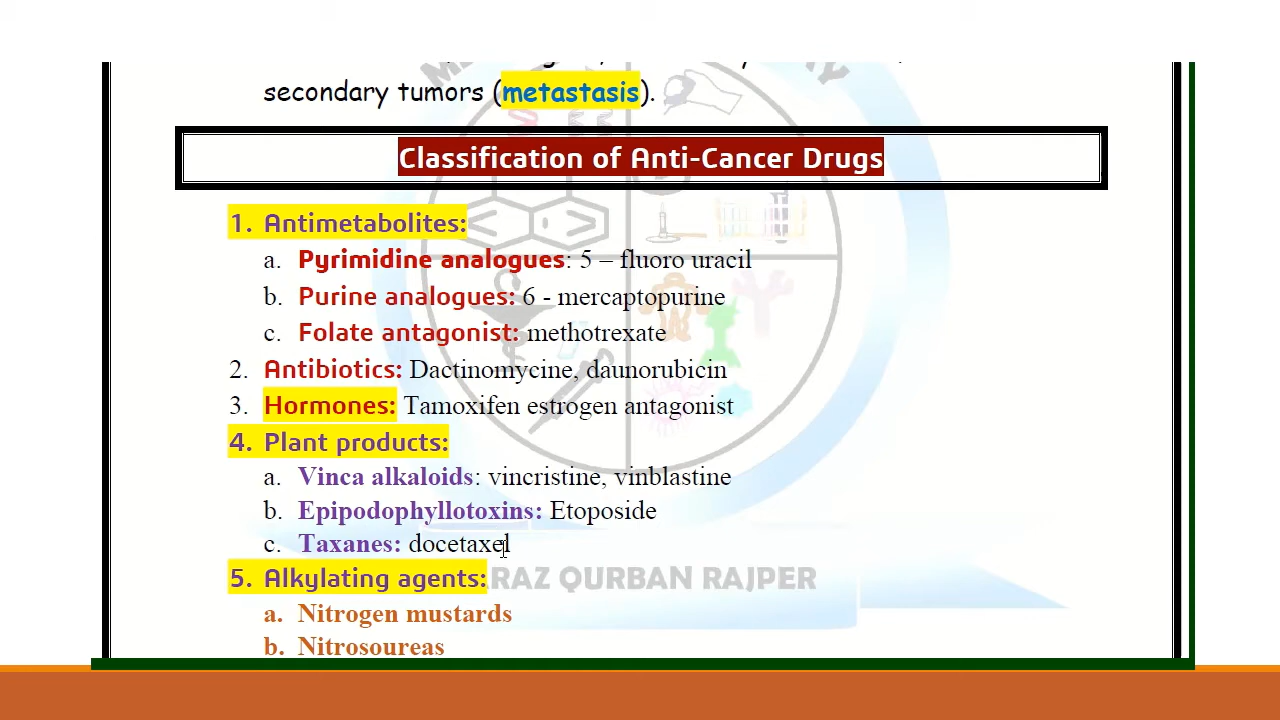 secondary tumors (metastasis).
Classification of Anti-Cancer Drugs
1. Antimetabolites:
a. Pyrimidine analogues: 5 – fluoro uracil
b. Purine analogues: 6 - mercaptopurine
c. Folate antagonist: methotrexate
2. Antibiotics: Dactinomycine, daunorubicin
3. Hormones: Tamoxifen estrogen antagonist
4. Plant products:
a. Vinca alkaloids: vincristine, vinblastine
b. Epipodophyllotoxins: Etoposide
c. Taxanes: docetaxel
5. Alkylating agents:
RAZ QURBAN RAJPER
a. Nitrogen mustards
b. Nitrosoureas